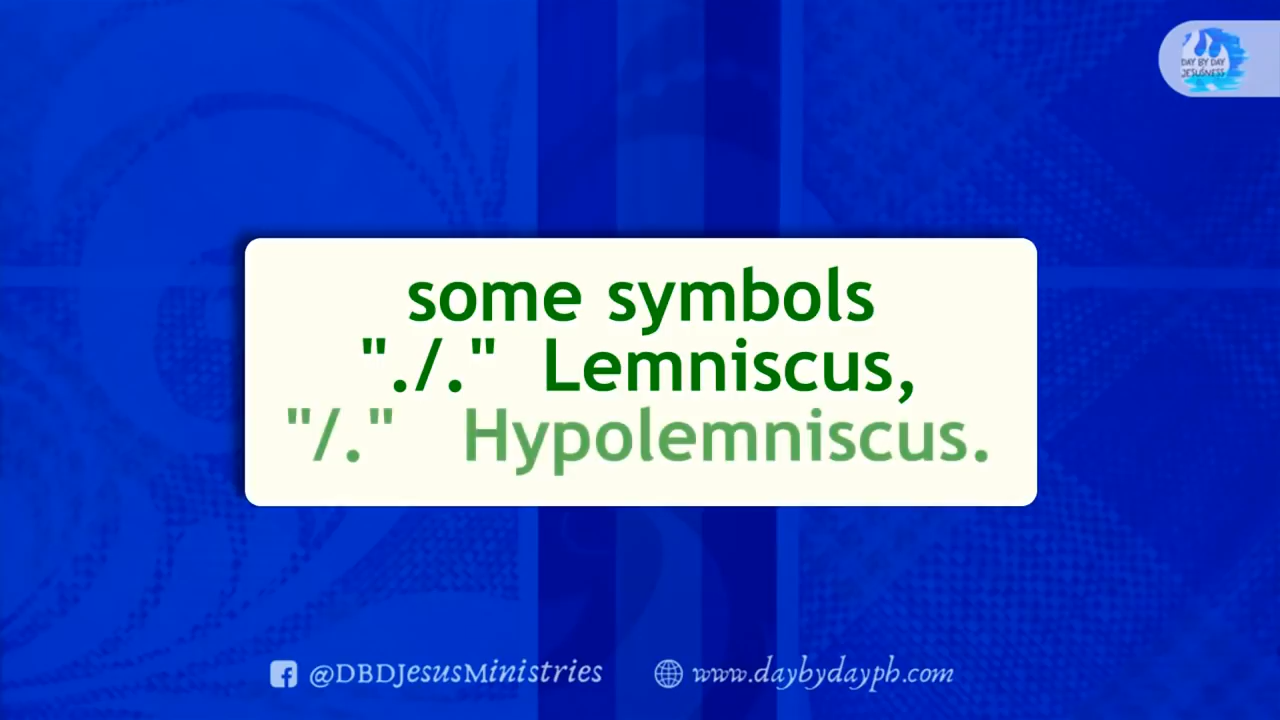 DAY BY DAY
JESUSNESS
some symbols
"./." Lemniscus,
"/." Hypolemniscus.
@DBDJesusMinistries
www.daybydayph.com